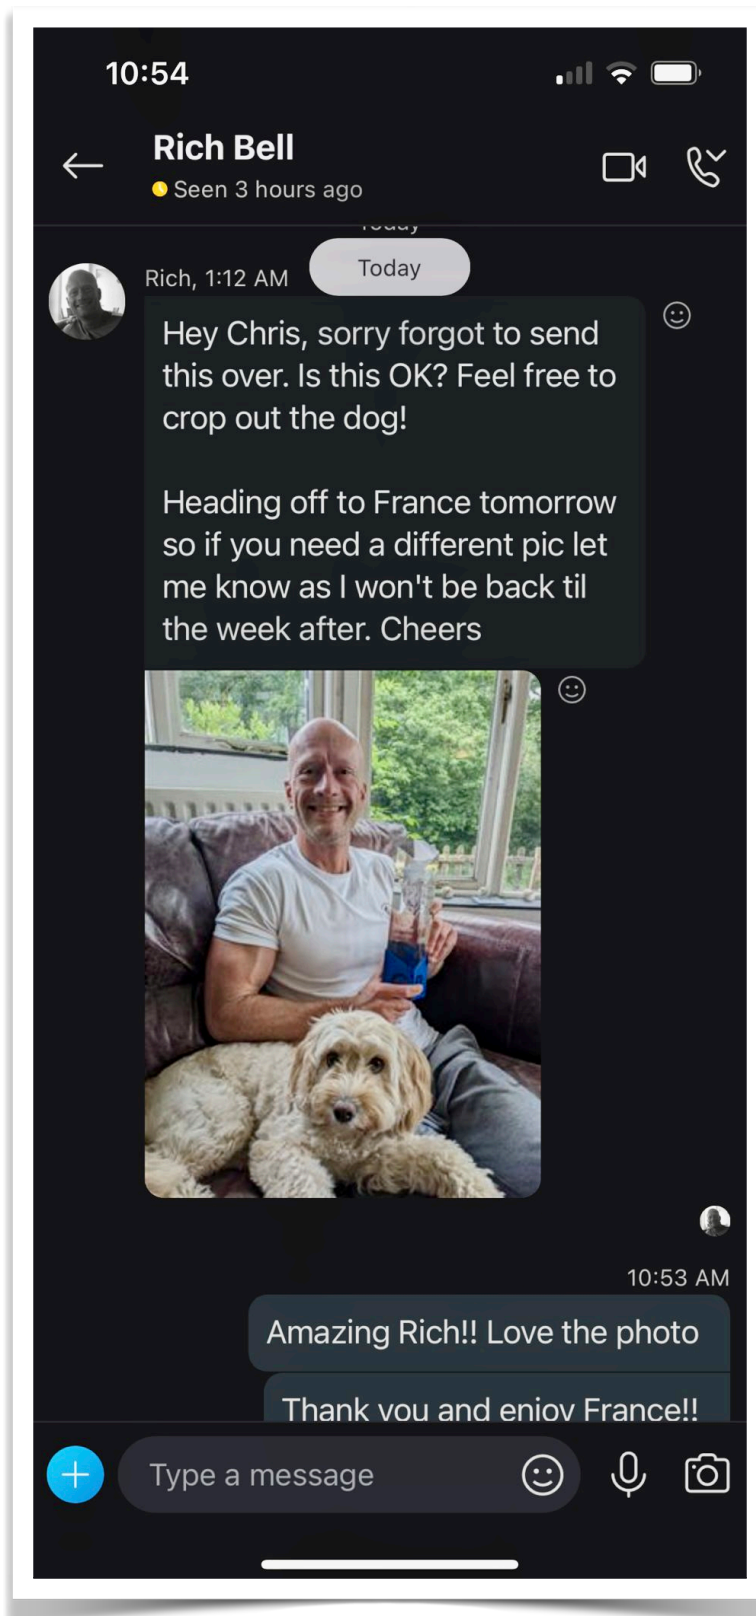 10:54
Rich Bell
Seen 3 hours ago
Today
Today
Rich, 1:12 AM
Hey Chris, sorry forgot to send
this over. Is this OK? Feel free to
crop out the dog!
Heading off to France tomorrow
so if you need a different pic let
me know as I won't be back til
the week after. Cheers
10:53 AM
Amazing Rich!! Love the photo
Thank you and enjoy France!!
Type a message